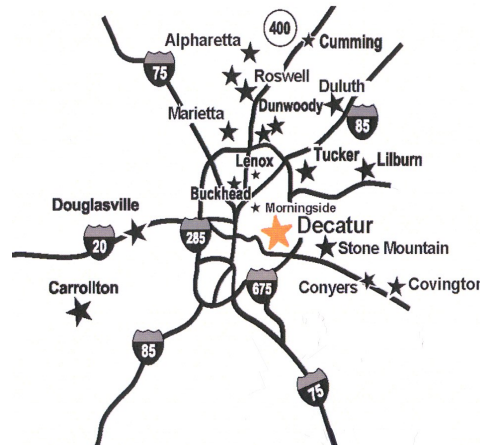 Alpharetta
400
Cumming
75
Roswell
Duluth
Dunwoody
Marietta
85
Tucker
Lilburn
Lenox
Buckhead
Douglasville
Morningside
Decatur
20
285
Stone Mountain
Carrollton
675
Conyers
Covington
85
75